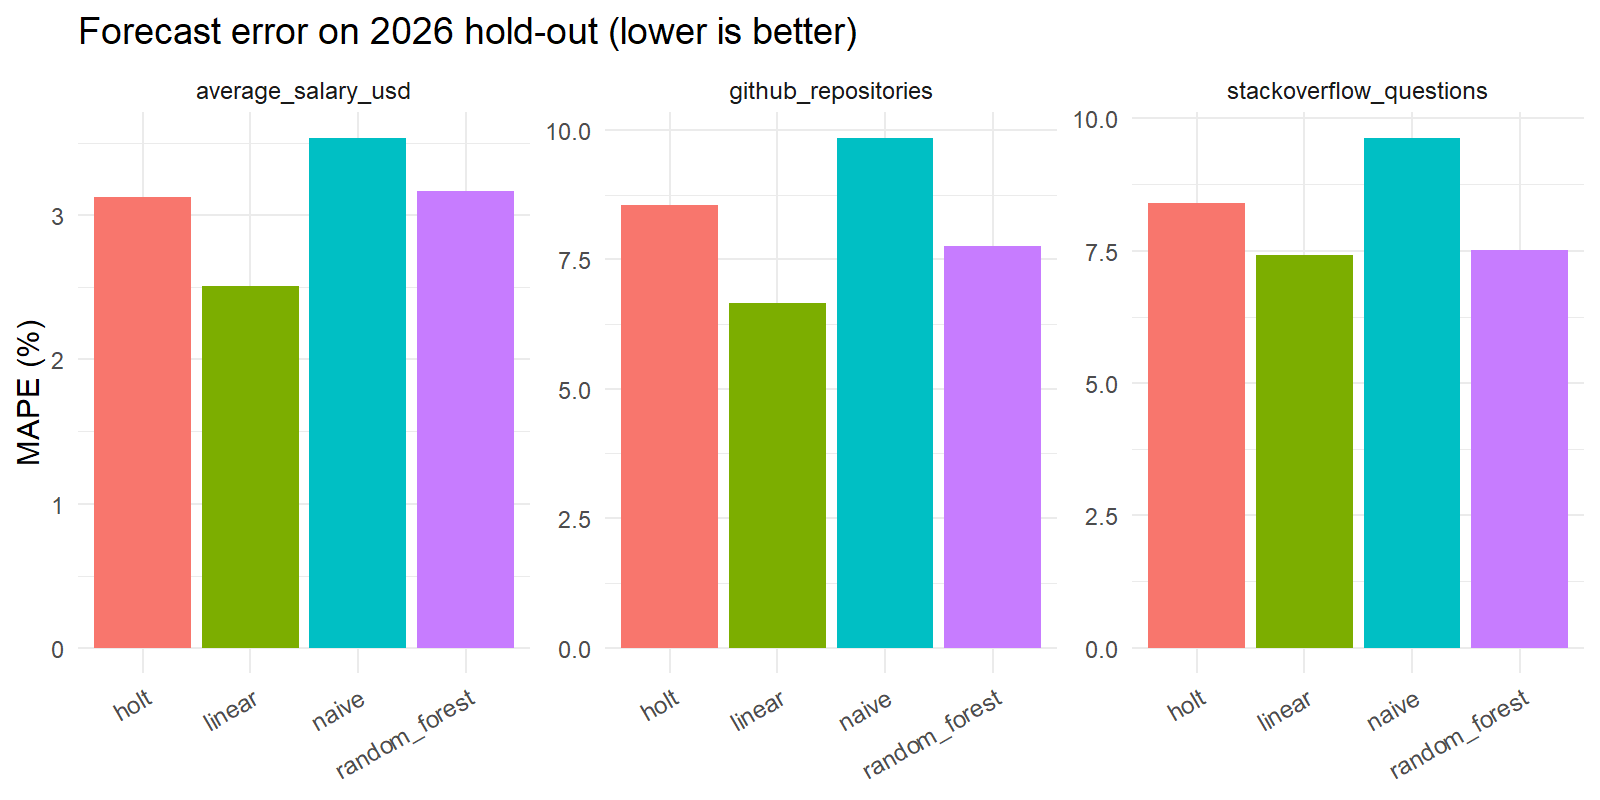 Forecast error on 2026 hold-out (lower is better)
average_salary_usd
github_repositories
stackoverflow_questions
MAPE (%)
3
2
1
0
10.0
7.5
5.0
2.5
0.0
10.0
7.5
5.0
2.5
0.0
holt
linear
naive
random_forest
holt
linear
naive
random_forest
holt
linear
naive
random_forest